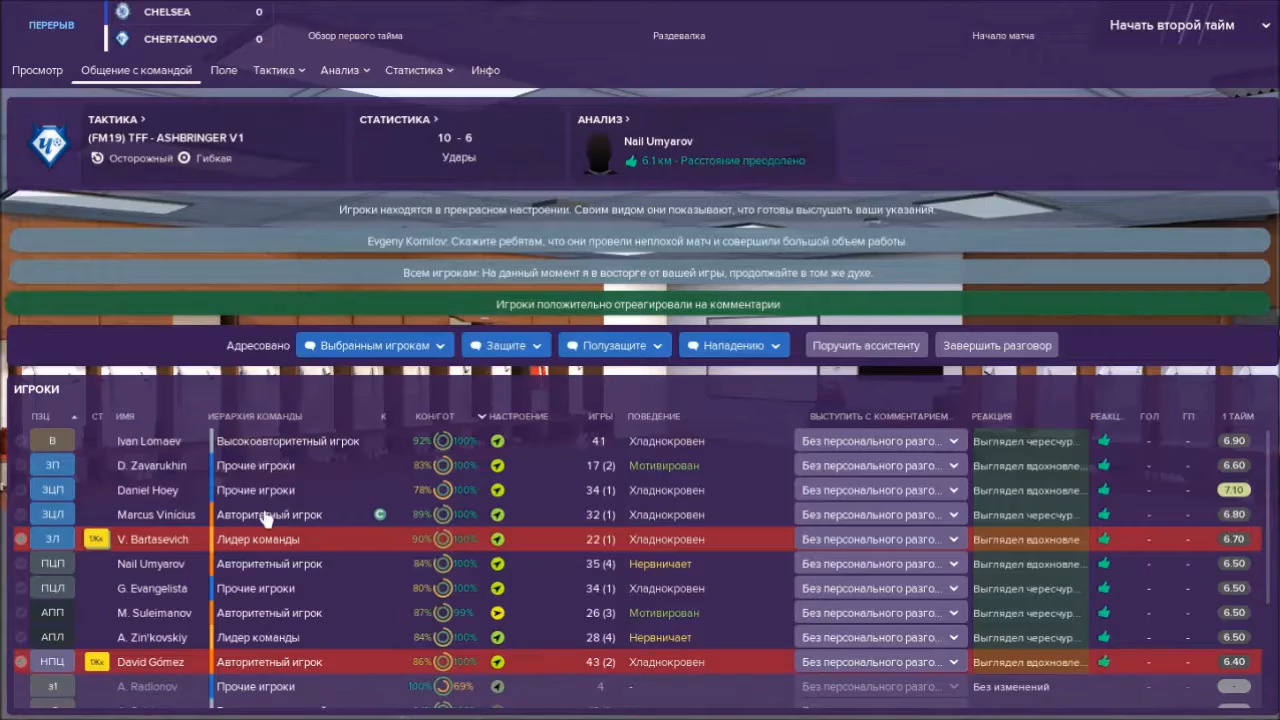 ПЕРЕРЫВ
CHELSEA 0
CHERTANOVO 0
Обзор первого тайма Раздевалка Начало матча
Начать второй тайм
Просмотр Общение с командой Поле Тактика Анализ Статистика Инфо
ТАКТИКА > СТАТИСТИКА > АНАЛИЗ >
(FM19) TFF - ASHBRINGER V1 10 - 6 Nail Umyarov
Осторожный Гибкая Удары 6.1 км - Расстояние преодолено
Игроки находятся в прекрасном настроении. Своим видом они показывают, что готовы выслушать ваши указания.
Evgeny Kornilov: Скажите ребятам, что они провели неплохой матч и совершили большой объем работы
Всем игрокам: На данный момент я в восторге от вашей игры, продолжайте в том же духе.
Игроки положительно отреагировали на комментарии
Адресовано Выбранным игрокам Защите Полузащите Нападению Поручить ассистенту Завершить разговор
ИГРОКИ
ПЗЦ СТ ИМЯ ИЕРАРХИЯ КОМАНДЫ К КОН/ГОТ НАСТРОЕНИЕ ИГРЫ ПОВЕДЕНИЕ ВЫСТУПИТЬ С КОММЕНТАРИЕМ... РЕАКЦИЯ РЕАКЦ... ГОЛ ГП 1 ТАЙМ
В Ivan Lomaev Высокоавторитетный игрок 92% 100% 41 Хладнокровен Без персонального разго... Выглядел чересчур... - - 6.90
ЗП D. Zavarukhin Прочие игроки 83% 100% 17 (2) Мотивирован Без персонального разго... Выглядел вдохновле... - - 6.60
ЗЦП Daniel Hoey Прочие игроки 78% 100% 34 (1) Хладнокровен Без персонального разго... Выглядел вдохновле... - - 7.10
ЗЦЛ Marcus Vinícius Авторитетный игрок C 89% 100% 32 (1) Хладнокровен Без персонального разго... Выглядел чересчур... - - 6.80
ЗЛ 1Жк V. Bartasevich Лидер команды 90% 100% 22 (1) Хладнокровен Без персонального разго... Выглядел вдохновле... - - 6.70
ПЦП Nail Umyarov Авторитетный игрок 84% 100% 35 (4) Нервничает Без персонального разго... Выглядел вдохновле... - - 6.50
ПЦЛ G. Evangelista Прочие игроки 80% 100% 34 (1) Хладнокровен Без персонального разго... Выглядел чересчур... - - 6.50
АПП M. Suleimanov Авторитетный игрок 87% 99% 26 (3) Мотивирован Без персонального разго... Выглядел чересчур... - - 6.50
АПЛ A. Zin'kovskiy Лидер команды 84% 100% 28 (4) Нервничает Без персонального разго... Выглядел чересчур... - - 6.50
НПЦ 1Жк David Gómez Авторитетный игрок 86% 100% 43 (2) Хладнокровен Без персонального разго... Выглядел вдохновле... - - 6.40
з1 A. Radionov Прочие игроки 100% 69% 4 - Без персонального разго... Без изменений - - -